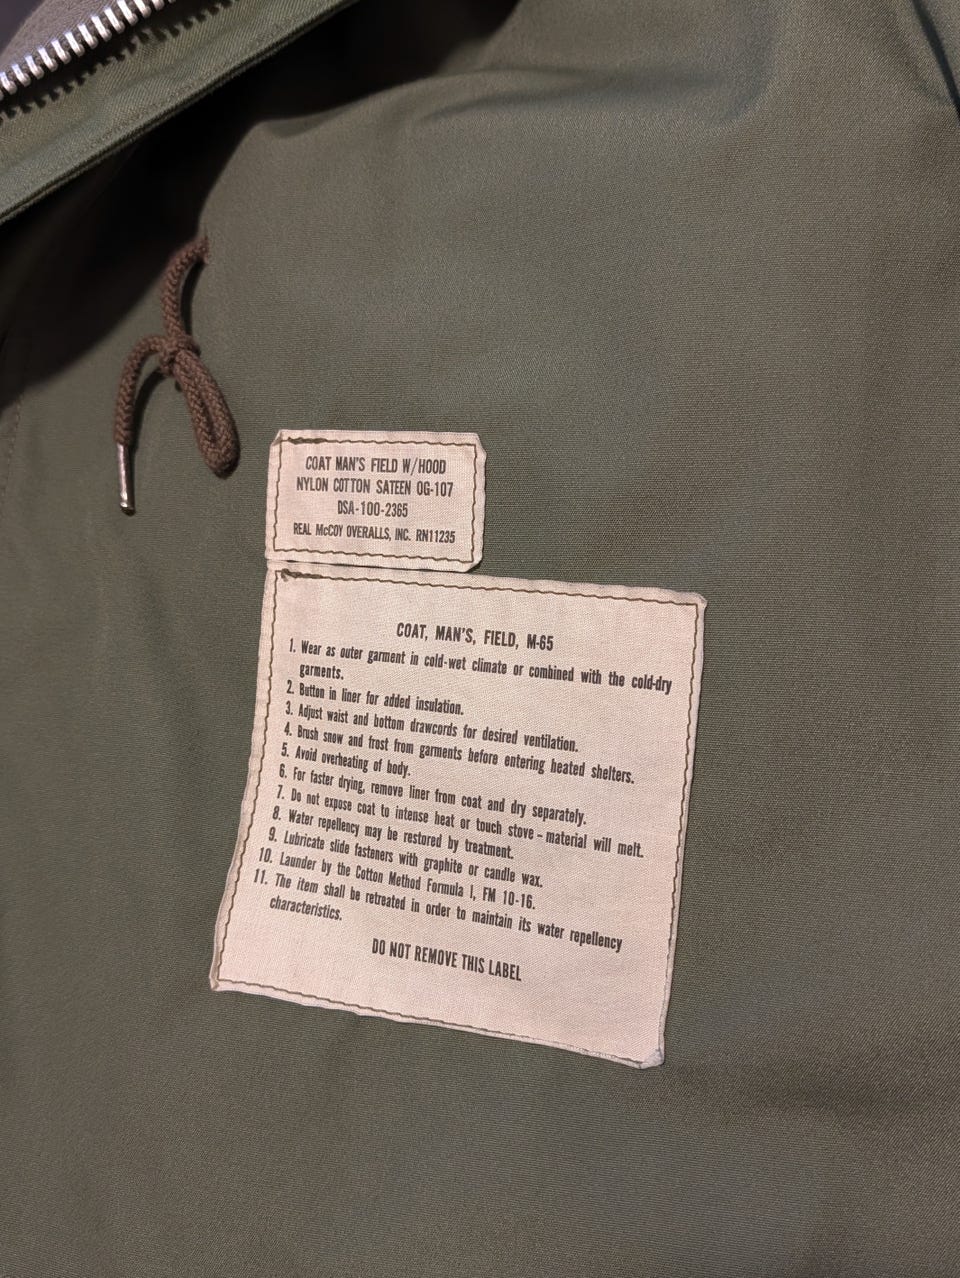 COAT MAN'S FIELD W/HOOD
NYLON COTTON SATEEN OG-107
DSA-100-2365
REAL McCOY OVERALLS, INC. RN11235
COAT, MAN'S, FIELD, M-65
1. Wear as outer garment in cold-wet climate or combined with the cold-dry
garments.
2. Button in liner for added insulation.
3. Adjust waist and bottom drawcords for desired ventilation.
4. Brush snow and frost from garments before entering heated shelters.
5. Avoid overheating of body.
6. For faster drying, remove liner from coat and dry separately.
7. Do not expose coat to intense heat or touch stove - material will melt.
8. Water repellency may be restored by treatment.
9. Lubricate slide fasteners with graphite or candle wax.
10. Launder by the Cotton Method Formula I, FM 10-16.
11. The item shall be retreated in order to maintain its water repellency
characteristics.
DO NOT REMOVE THIS LABEL